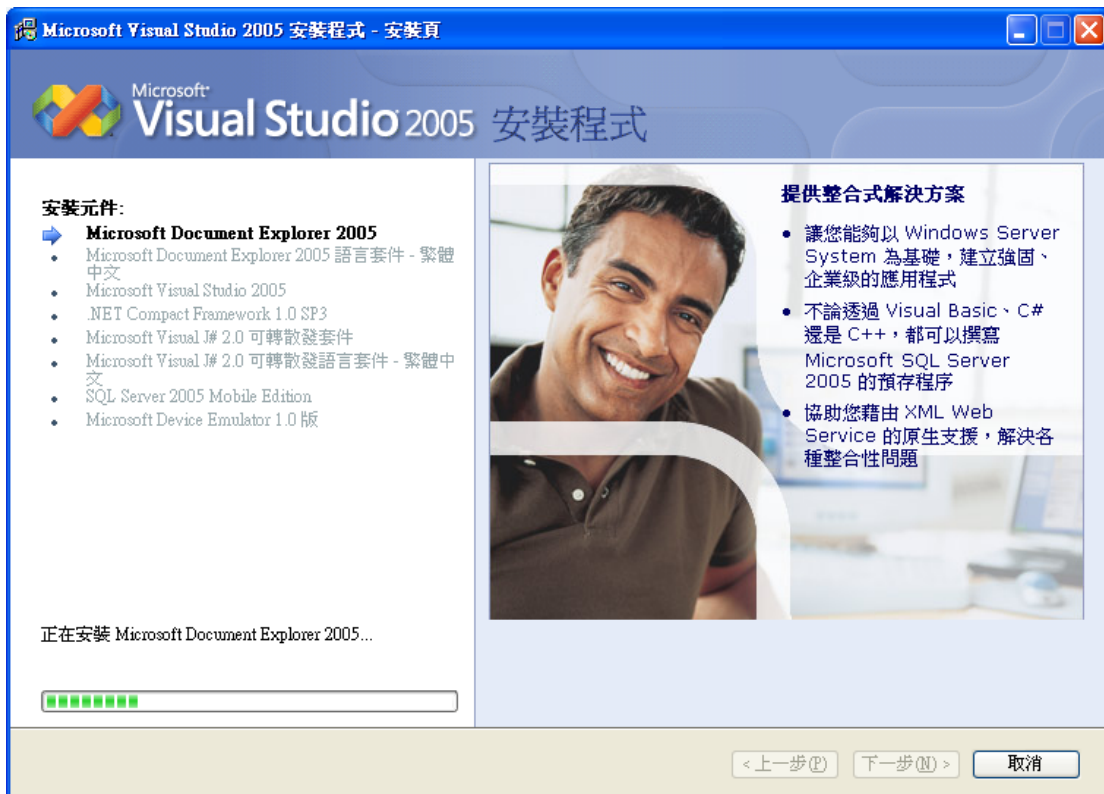 Microsoft Visual Studio 2005 安裝程式 - 安裝頁
Microsoft
Visual Studio 2005 安裝程式
安裝元件:
Microsoft Document Explorer 2005
Microsoft Document Explorer 2005 語言套件 - 繁體
中文
Microsoft Visual Studio 2005
.NET Compact Framework 1.0 SP3
Microsoft Visual J# 2.0 可轉散發套件
Microsoft Visual J# 2.0 可轉散發語言套件 - 繁體中
文
SQL Server 2005 Mobile Edition
Microsoft Device Emulator 1.0 版
正在安裝 Microsoft Document Explorer 2005...
提供整合式解決方案
• 讓您能夠以 Windows Server
System 為基礎，建立強固、
企業級的應用程式
• 不論透過 Visual Basic、C#
還是 C++，都可以撰寫
Microsoft SQL Server
2005 的預存程序
• 協助您藉由 XML Web
Service 的原生支援，解決各
種整合性問題
<上一步(P)
下一步(N) >
取消